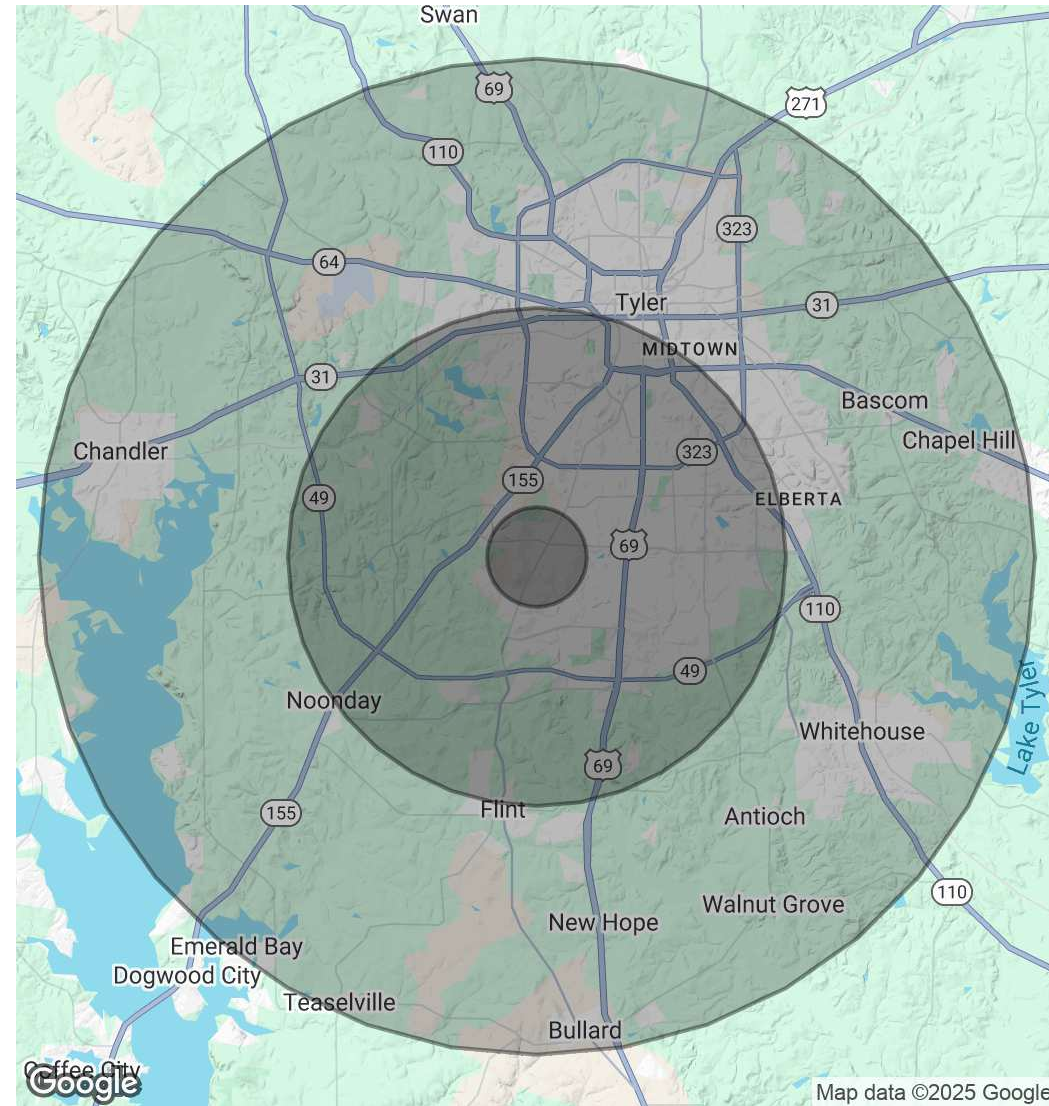 Swan
69
271
110
323
64
Tyler
31
MIDTOWN
31
Bascom
Chandler
323
Chapel Hill
155
49
ELBERTA
69
110
49
Noonday
Whitehouse
Lake Tyler
69
Flint
155
Antioch
110
Walnut Grove
New Hope
Emerald Bay
Dogwood City
Teaselville
Bullard
Coffee City
Google
Map data ©2025 Google